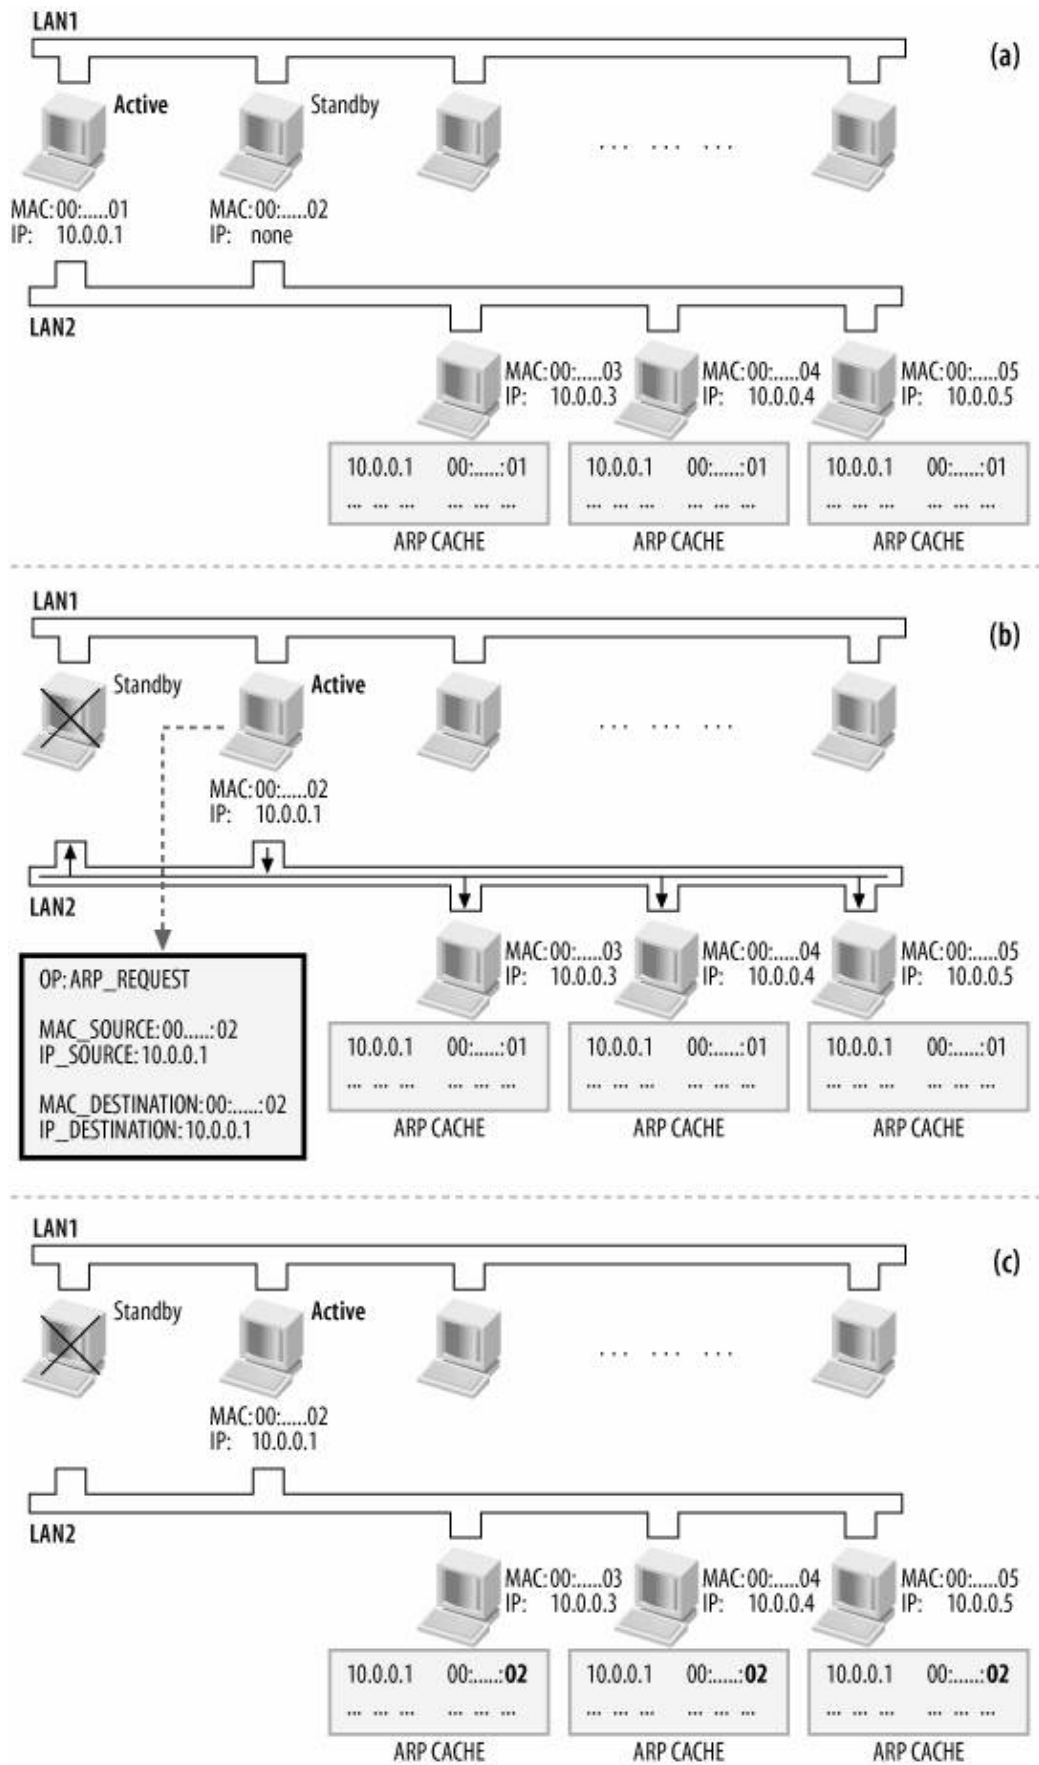 LAN1
(a)
Active
Standby
... ... ...
MAC:00:.....01
IP: 10.0.0.1
MAC:00:.....02
IP: none
LAN2
MAC:00:.....03
IP: 10.0.0.3
MAC:00:.....04
IP: 10.0.0.4
MAC:00:.....05
IP: 10.0.0.5
10.0.0.1 00:.....:01
... ... ... ... ... ...
ARP CACHE
10.0.0.1 00:.....:01
... ... ... ... ... ...
ARP CACHE
10.0.0.1 00:.....:01
... ... ... ... ... ...
ARP CACHE
LAN1
(b)
Standby
Active
... ... ...
MAC:00:.....02
IP: 10.0.0.1
LAN2
OP: ARP_REQUEST
MAC_SOURCE:00.....:02
IP_SOURCE:10.0.0.1
MAC_DESTINATION:00:.....:02
IP_DESTINATION:10.0.0.1
MAC:00:.....03
IP: 10.0.0.3
MAC:00:.....04
IP: 10.0.0.4
MAC:00:.....05
IP: 10.0.0.5
10.0.0.1 00:.....:01
... ... ... ... ... ...
ARP CACHE
10.0.0.1 00:.....:01
... ... ... ... ... ...
ARP CACHE
10.0.0.1 00:.....:01
... ... ... ... ... ...
ARP CACHE
LAN1
(c)
Standby
Active
... ... ...
MAC:00:.....02
IP: 10.0.0.1
LAN2
MAC:00:.....03
IP: 10.0.0.3
MAC:00:.....04
IP: 10.0.0.4
MAC:00:.....05
IP: 10.0.0.5
10.0.0.1 00:.....:02
... ... ... ... ... ...
ARP CACHE
10.0.0.1 00:.....:02
... ... ... ... ... ...
ARP CACHE
10.0.0.1 00:.....:02
... ... ... ... ... ...
ARP CACHE